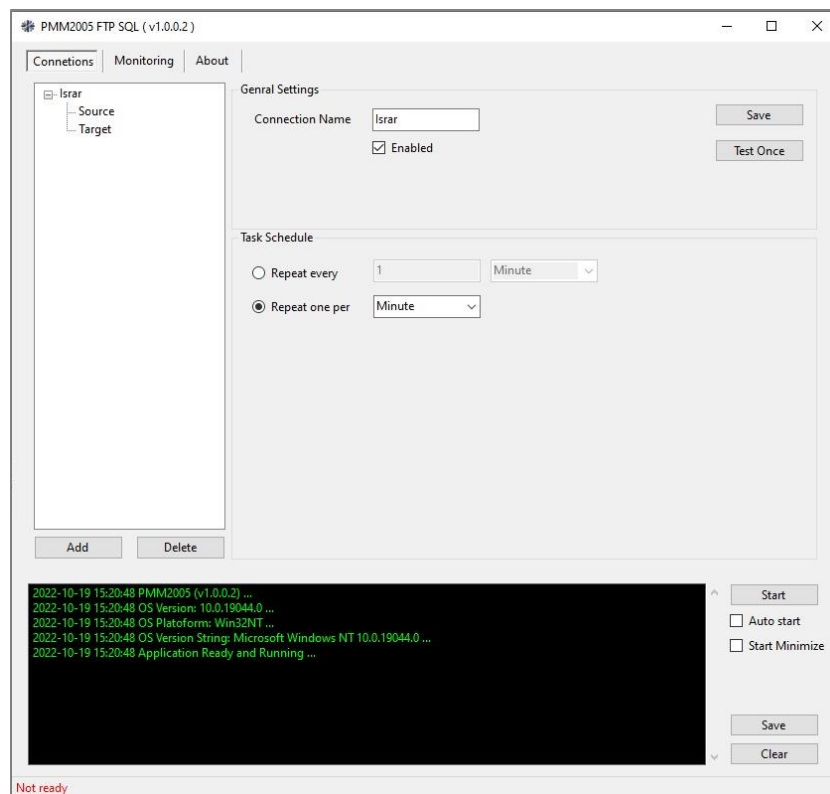 PMM2005 FTP SQL ( v1.0.0.2 )
Connetions Monitoring About
Israr
Source
Target
Add Delete
Genral Settings
Connection Name Israr Save
Enabled Test Once
Task Schedule
Repeat every 1 Minute
Repeat one per Minute
2022-10-19 15:20:48 PMM2005 (v1.0.0.2) ...
2022-10-19 15:20:48 OS Version: 10.0.19044.0 ...
2022-10-19 15:20:48 OS Platoform: Win32NT ...
2022-10-19 15:20:48 OS Version String: Microsoft Windows NT 10.0.19044.0 ...
2022-10-19 15:20:48 Application Ready and Running ...
Start
Auto start
Start Minimize
Save
Clear
Not ready